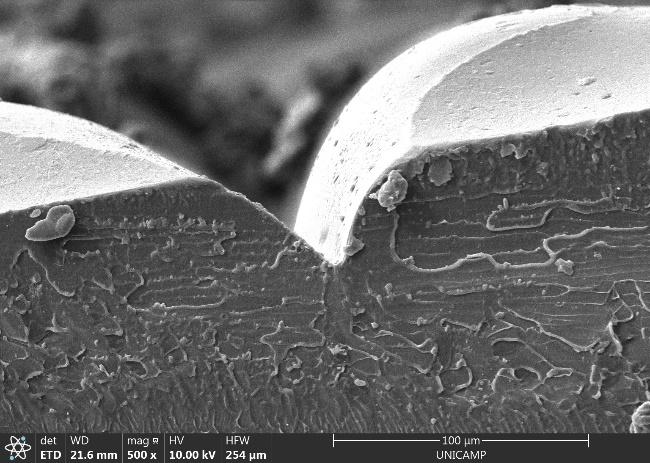 det WD mag HV HFW
ETD 21.6 mm 500 x 10.00 kV 254 µm
100 µm
UNICAMP